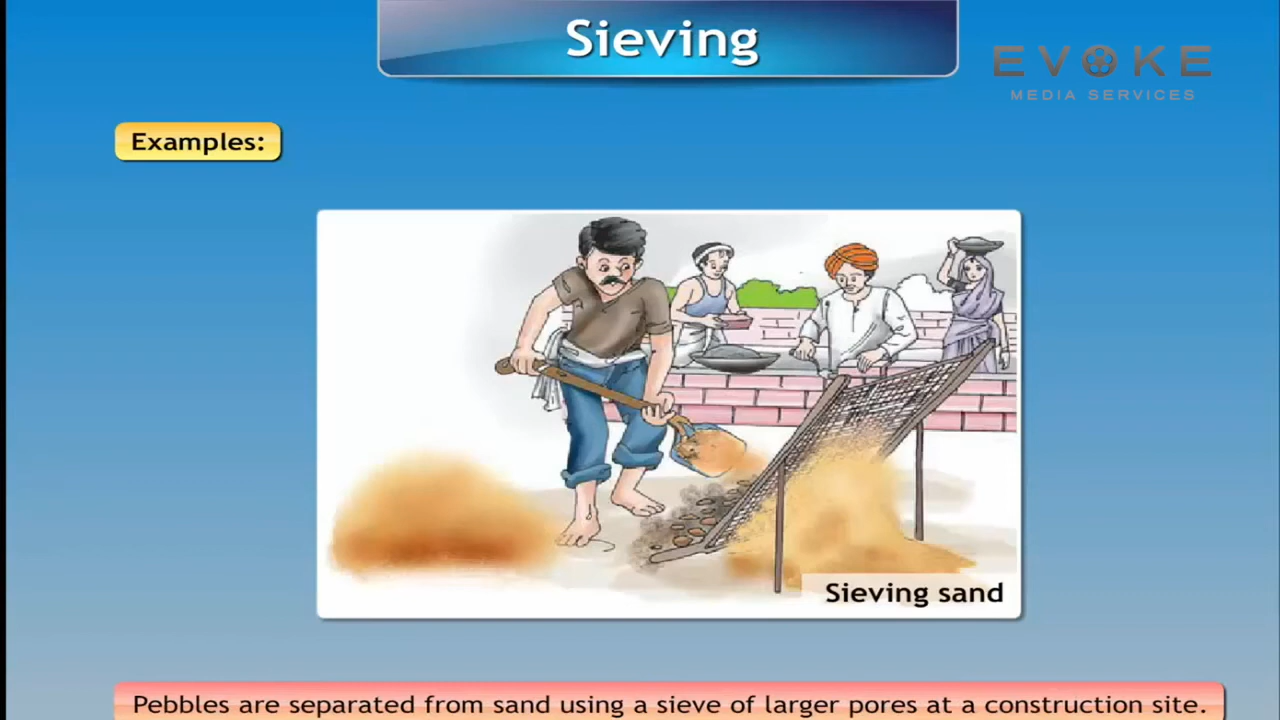 Sieving
EVOKE
MEDIA SERVICES
Examples:
Sieving sand
Pebbles are separated from sand using a sieve of larger pores at a construction site.